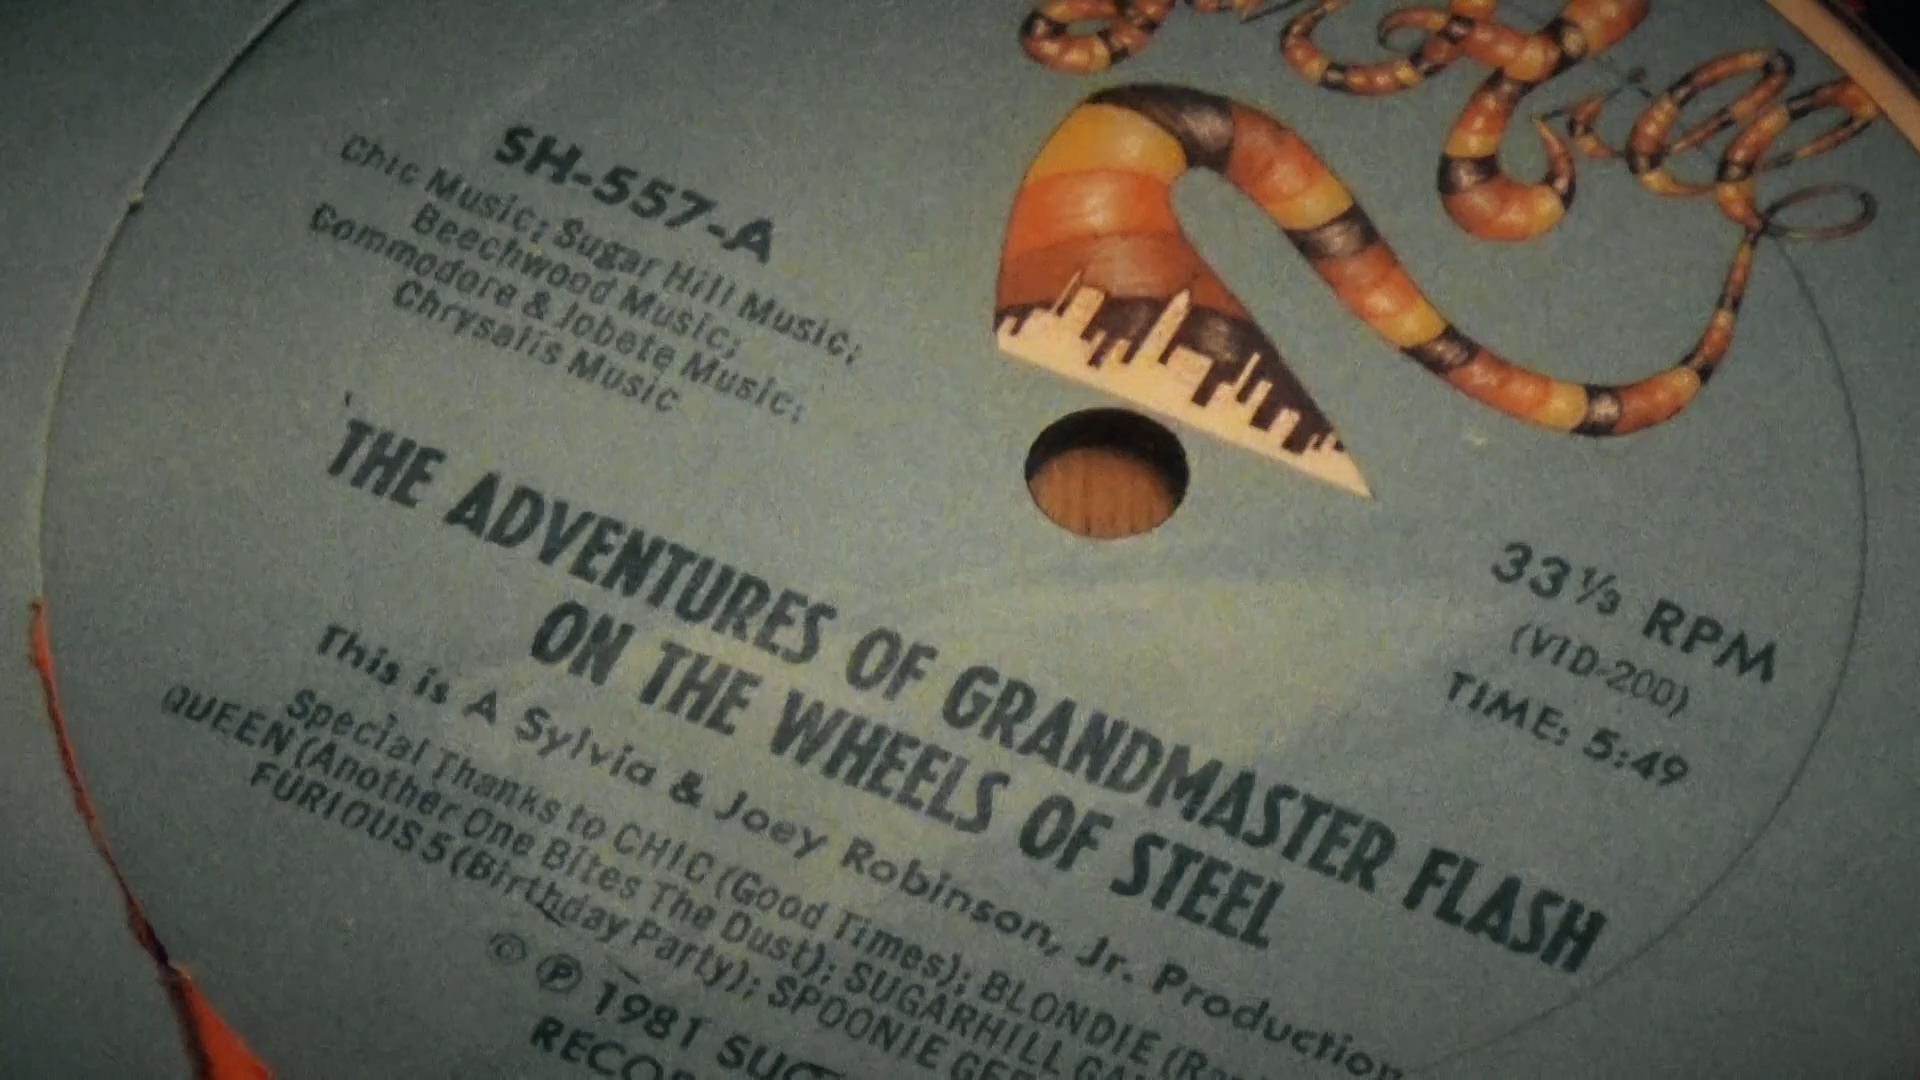 Hill
SH-557-A
Chic Music; Sugar Hill Music;
Beechwood Music;
Commodore & Jobete Music;
Chrysalis Music
33⅓ RPM
(VID-200)
TIME: 5:49
THE ADVENTURES OF GRANDMASTER FLASH
ON THE WHEELS OF STEEL
This is A Sylvia & Joey Robinson, Jr. Production
Special Thanks to CHIC (Good Times); BLONDIE
QUEEN (Another One Bites The Dust); SUGARHILL
FURIOUS 5 (Birthday Party); SPOONIE
© ℗ 1981